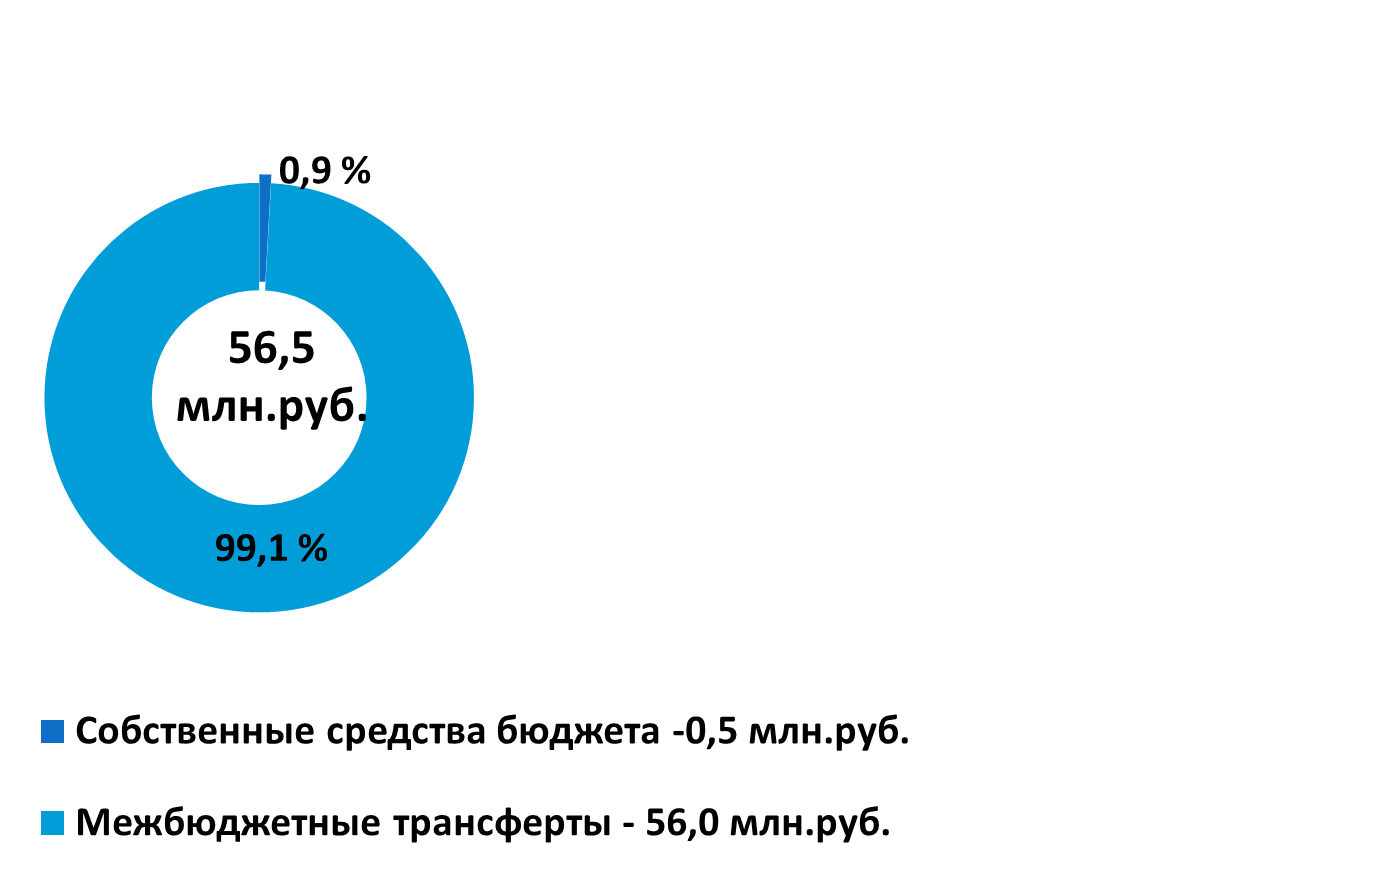 0,9 %
56,5
млн.руб.
99,1 %
Собственные средства бюджета -0,5 млн.руб.
Межбюджетные трансферты - 56,0 млн.руб.